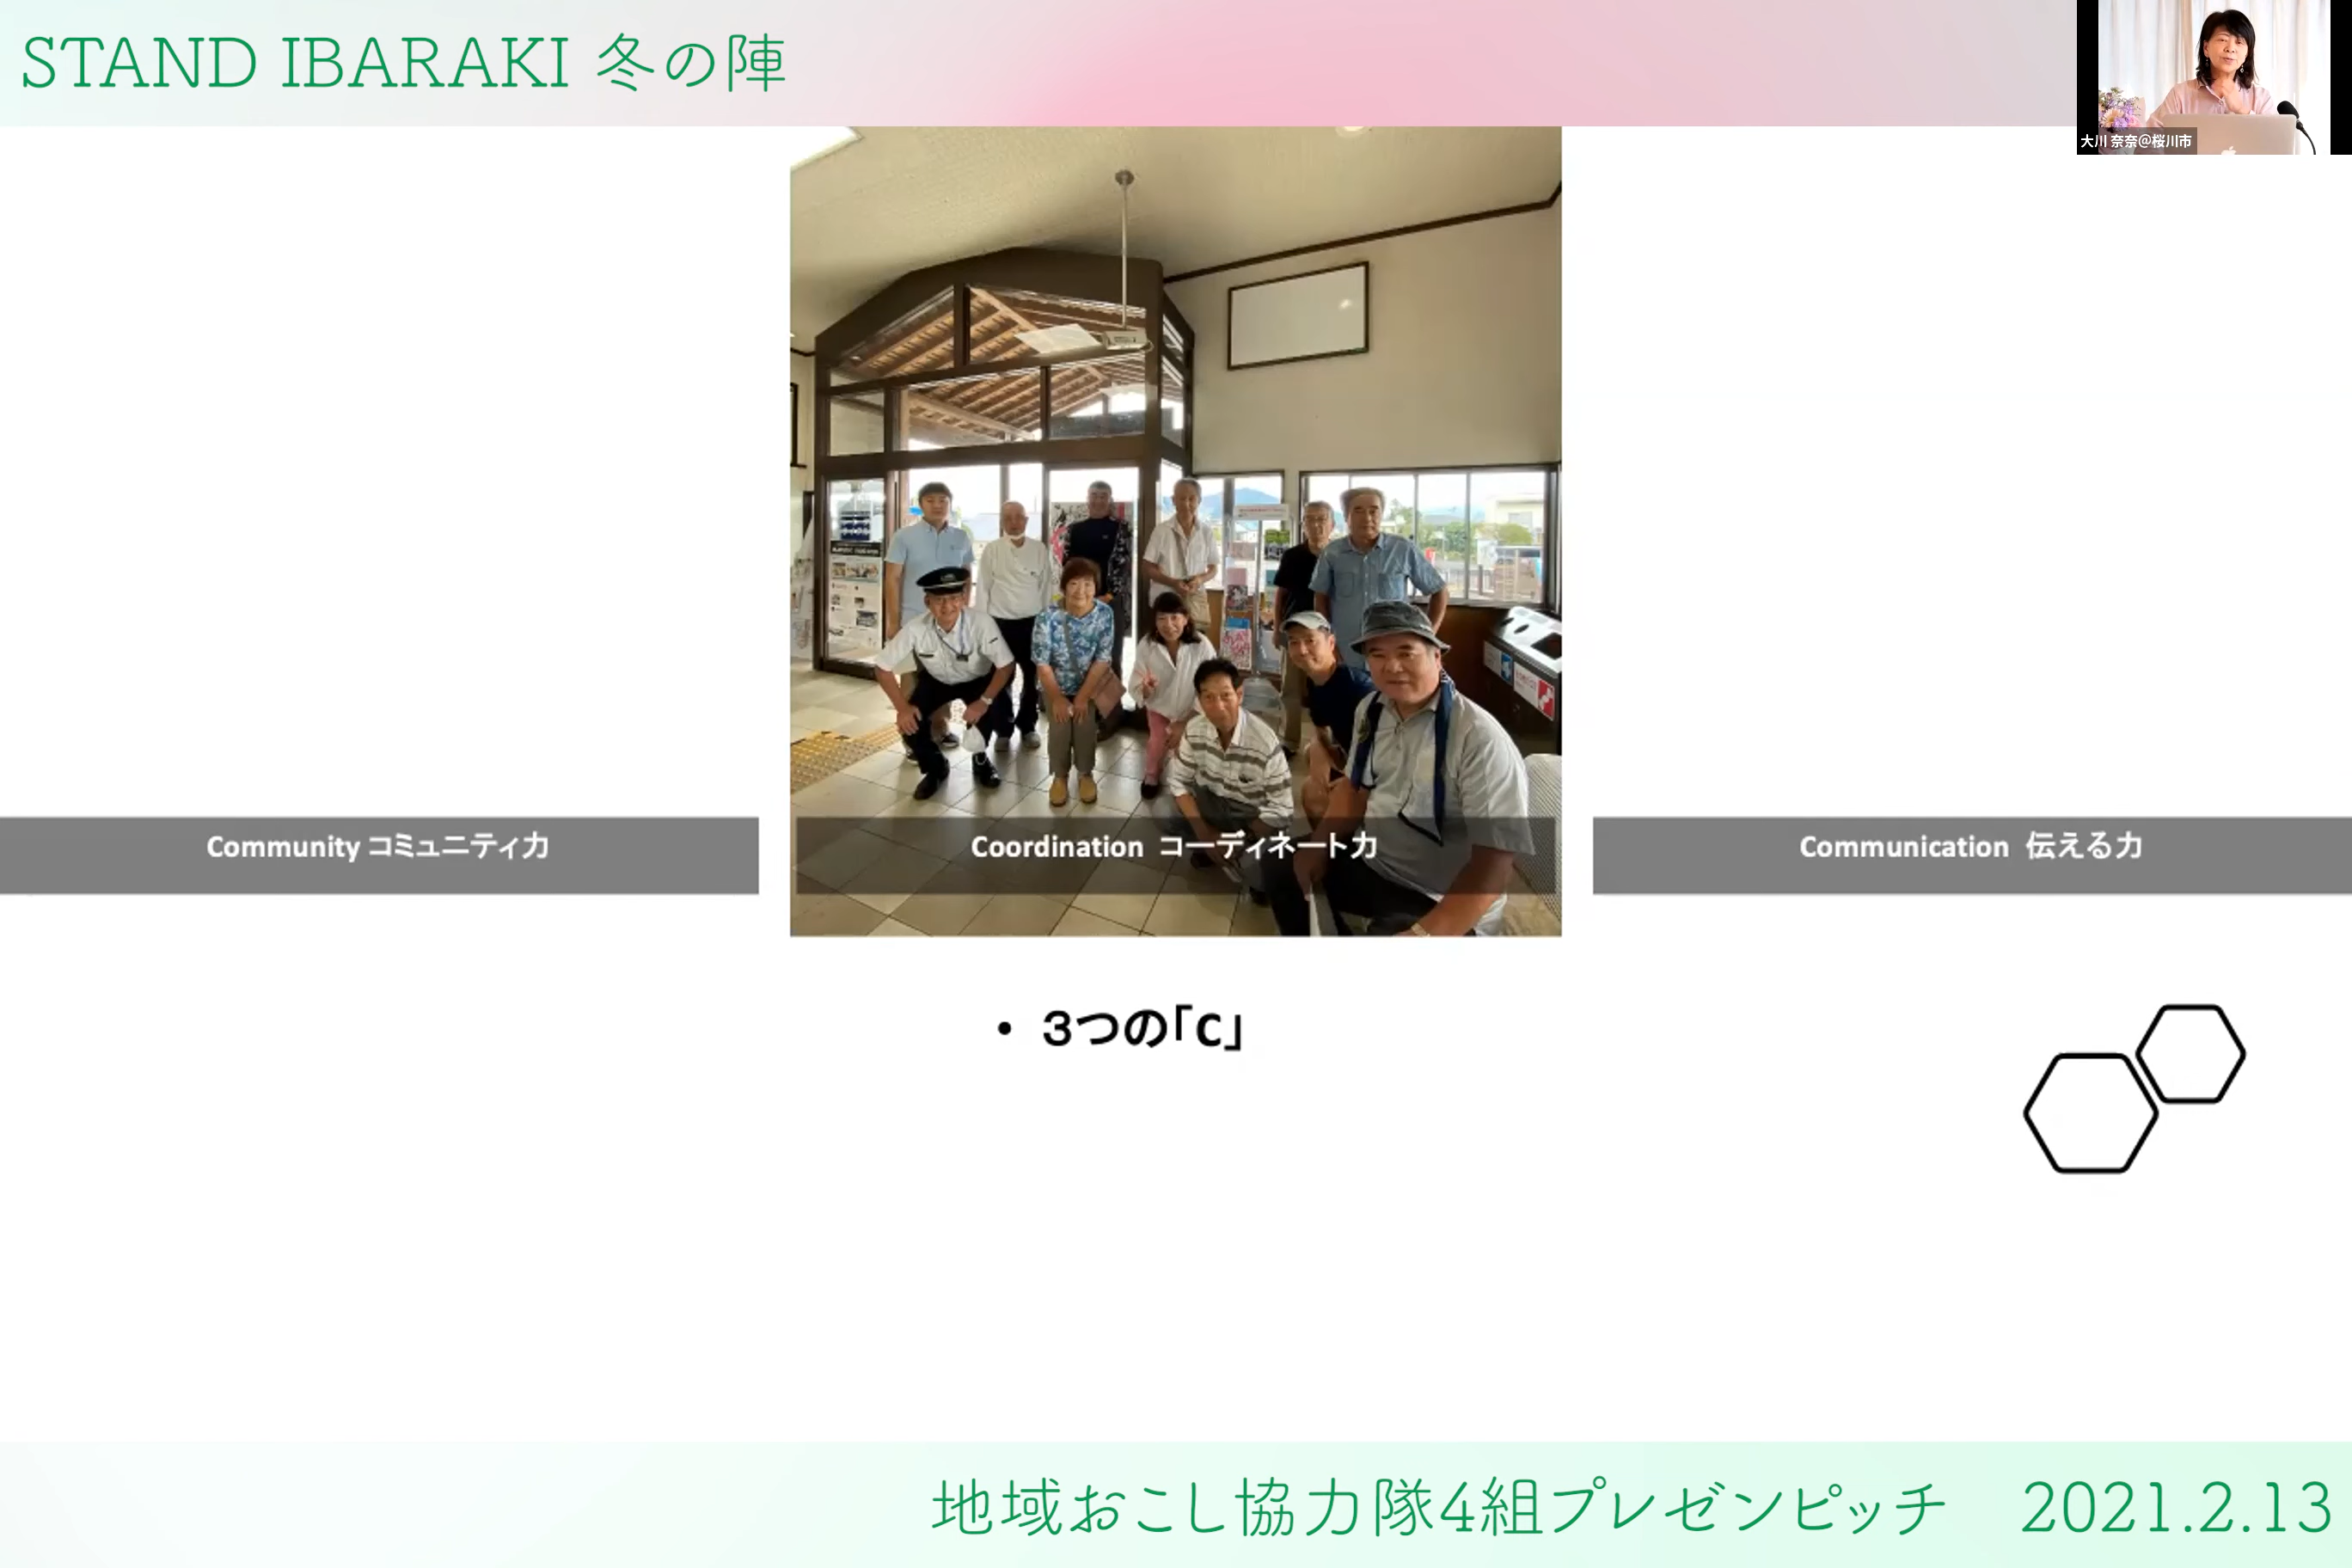 STAND IBARAKI 冬の陣
大川 奈奈@桜川市
Community コミュニティ力
Coordination コーディネート力
Communication 伝える力
• 3つの「C」
地域おこし協力隊4組プレゼンピッチ 2021.2.13